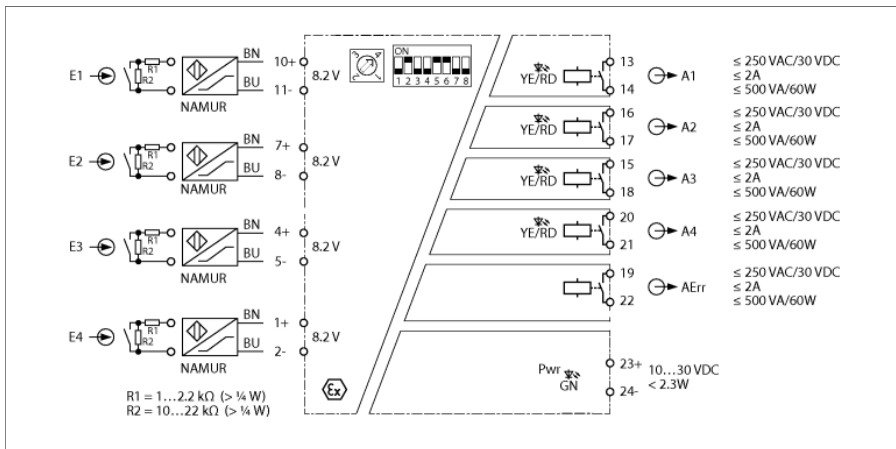 ON
1 2 3 4 5 6 7 8
E1
R1
R2
NAMUR
BN
10+
BU
11-
8.2 V
E2
R1
R2
NAMUR
BN
7+
BU
8-
8.2 V
E3
R1
R2
NAMUR
BN
4+
BU
5-
8.2 V
E4
R1
R2
NAMUR
BN
1+
BU
2-
8.2 V
R1 = 1...2.2 kΩ (> ¼ W)
R2 = 10...22 kΩ (> ¼ W)
Ex
YE/RD
13
14
A1
≤ 250 VAC/30 VDC
≤ 2A
≤ 500 VA/60W
YE/RD
16
17
A2
≤ 250 VAC/30 VDC
≤ 2A
≤ 500 VA/60W
YE/RD
15
18
A3
≤ 250 VAC/30 VDC
≤ 2A
≤ 500 VA/60W
YE/RD
20
21
A4
≤ 250 VAC/30 VDC
≤ 2A
≤ 500 VA/60W
19
22
AErr
≤ 250 VAC/30 VDC
≤ 2A
≤ 500 VA/60W
Pwr
GN
23+
24-
10...30 VDC
< 2.3W